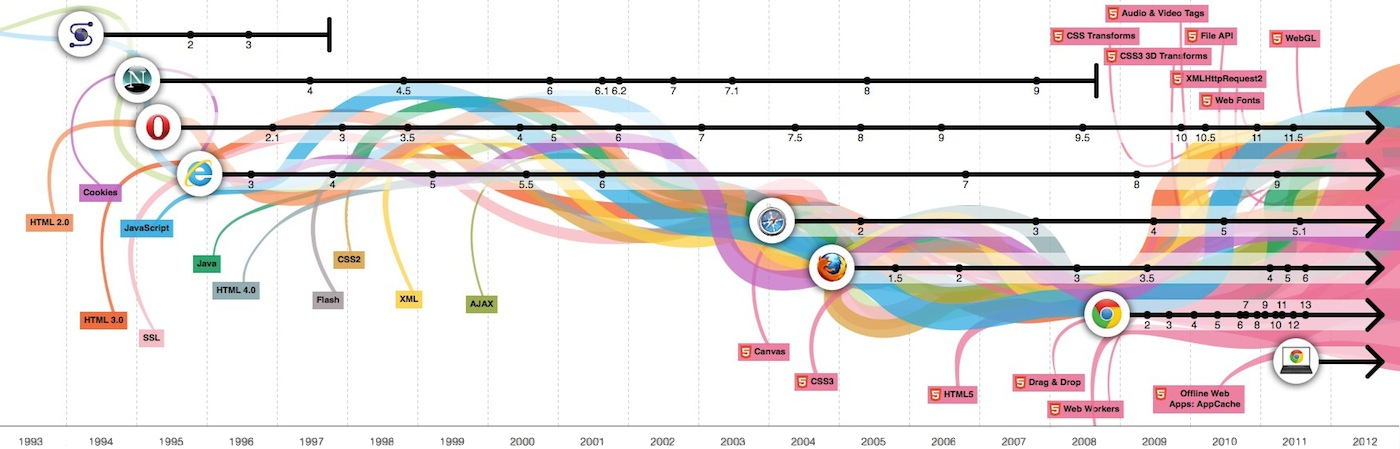 Audio & Video Tags
CSS Transforms
File API
WebGL
2 3
CSS3 3D Transforms
XMLHttpRequest2
N
4 4.5 6 6.1 6.2 7 7.1 8 9
Web Fonts
2.1 3 3.5 4 5 6 7 7.5 8 9 9.5 10 10.5 11 11.5
3 4 5 5.5 6 7 8 9
Cookies
HTML 2.0
JavaScript
2 3 4 5 5.1
Java
CSS2
1.5 2 3 3.5 4 5 6
HTML 4.0
Flash
XML
AJAX
7 9 11 13
HTML 3.0
2 3 4 5 6 8 10 12
SSL
5 Canvas
5 CSS3
5 HTML5
5 Drag & Drop
5 Web Workers
5 Offline Web
Apps: AppCache
1993 1994 1995 1996 1997 1998 1999 2000 2001 2002 2003 2004 2005 2006 2007 2008 2009 2010 2011 2012